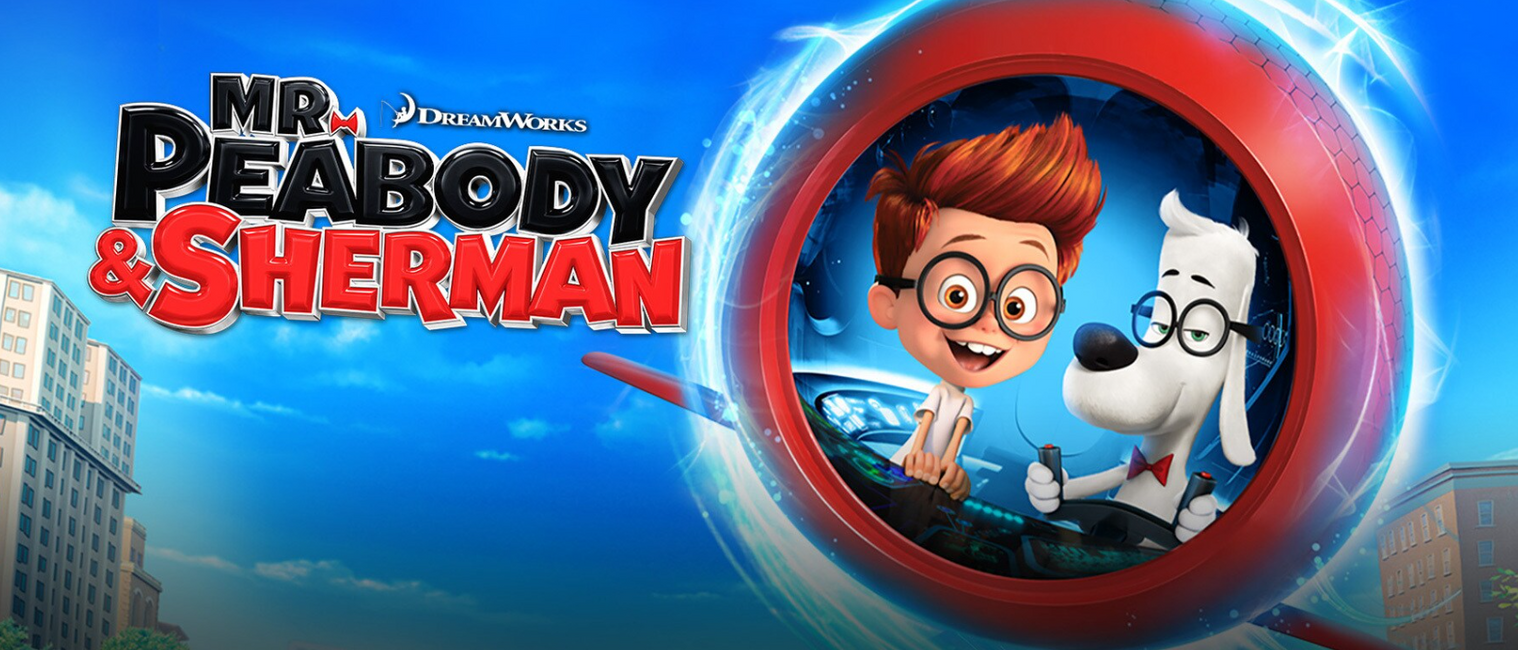 MR.
DREAMWORKS
PEABODY
& SHERMAN